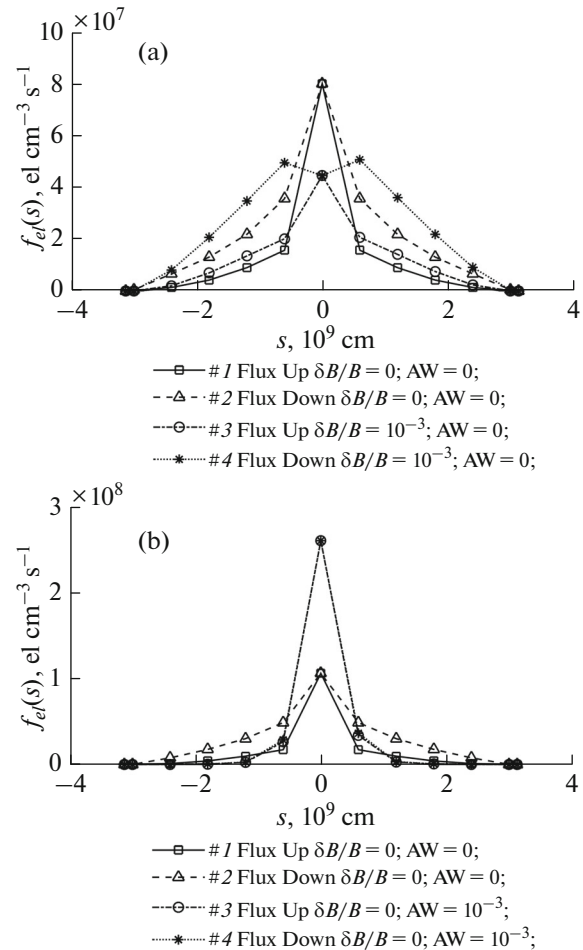 ×10⁷
10
(a)
8
6
4
2
0
f_el(s), el cm⁻³ s⁻¹
−4
−2
0
2
4
s, 10⁹ cm
#1 Flux Up δB/B = 0; AW = 0;
#2 Flux Down δB/B = 0; AW = 0;
#3 Flux Up δB/B = 10⁻³; AW = 0;
#4 Flux Down δB/B = 10⁻³; AW = 0;
×10⁸
3
(b)
2
1
0
f_el(s), el cm⁻³ s⁻¹
−4
−2
0
2
4
s, 10⁹ cm
#1 Flux Up δB/B = 0; AW = 0;
#2 Flux Down δB/B = 0; AW = 0;
#3 Flux Up δB/B = 0; AW = 10⁻³;
#4 Flux Down δB/B = 0; AW = 10⁻³;